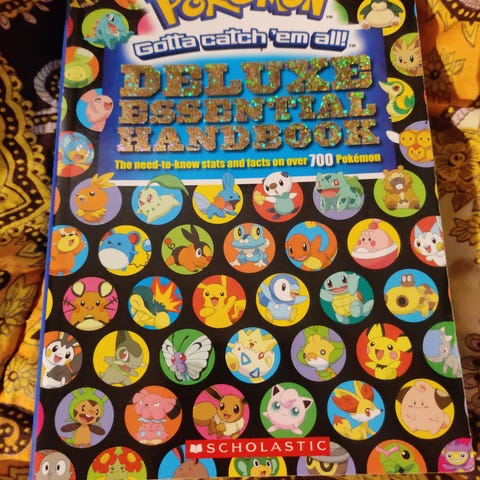 POKÉMON
Gotta catch 'em all!™
DELUXE
ESSENTIAL
HANDBOOK
The need-to-know stats and facts on over 700 Pokémon
SCHOLASTIC